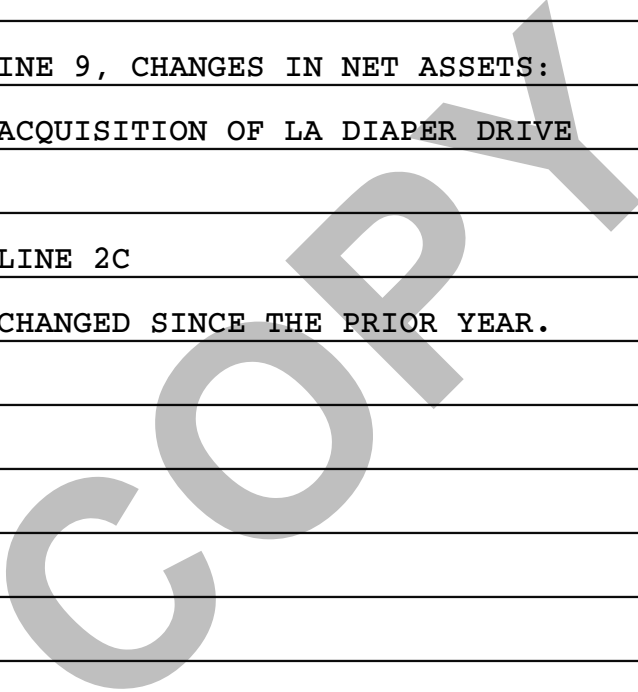 INE 9, CHANGES IN NET ASSETS:
ACQUISITION OF LA DIAPER DRIVE
LINE 2C
CHANGED SINCE THE PRIOR YEAR.
COPY